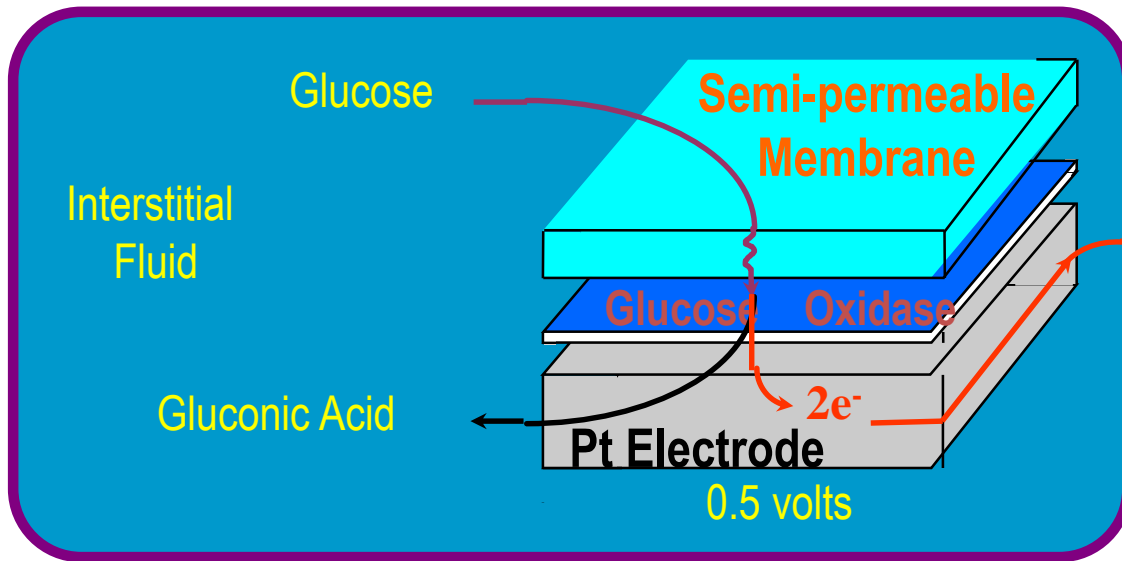 Glucose
Semi-permeable
Membrane
Interstitial
Fluid
Glucose Oxidase
Gluconic Acid
2e-
Pt Electrode
0.5 volts